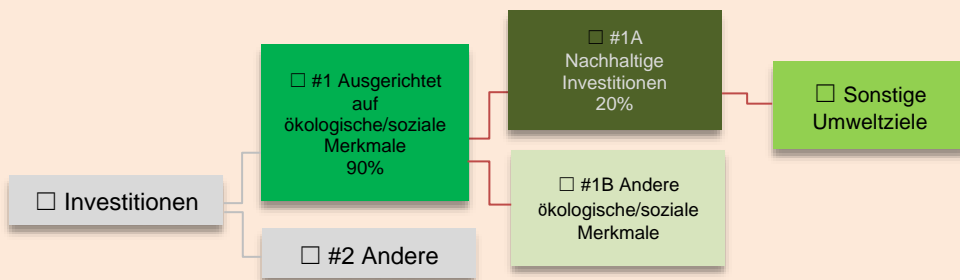 ☐ Investitionen
☐ #1 Ausgerichtet
auf
ökologische/soziale
Merkmale
90%
☐ #2 Andere
☐ #1A
Nachhaltige
Investitionen
20%
☐ #1B Andere
ökologische/soziale
Merkmale
☐ Sonstige
Umweltziele